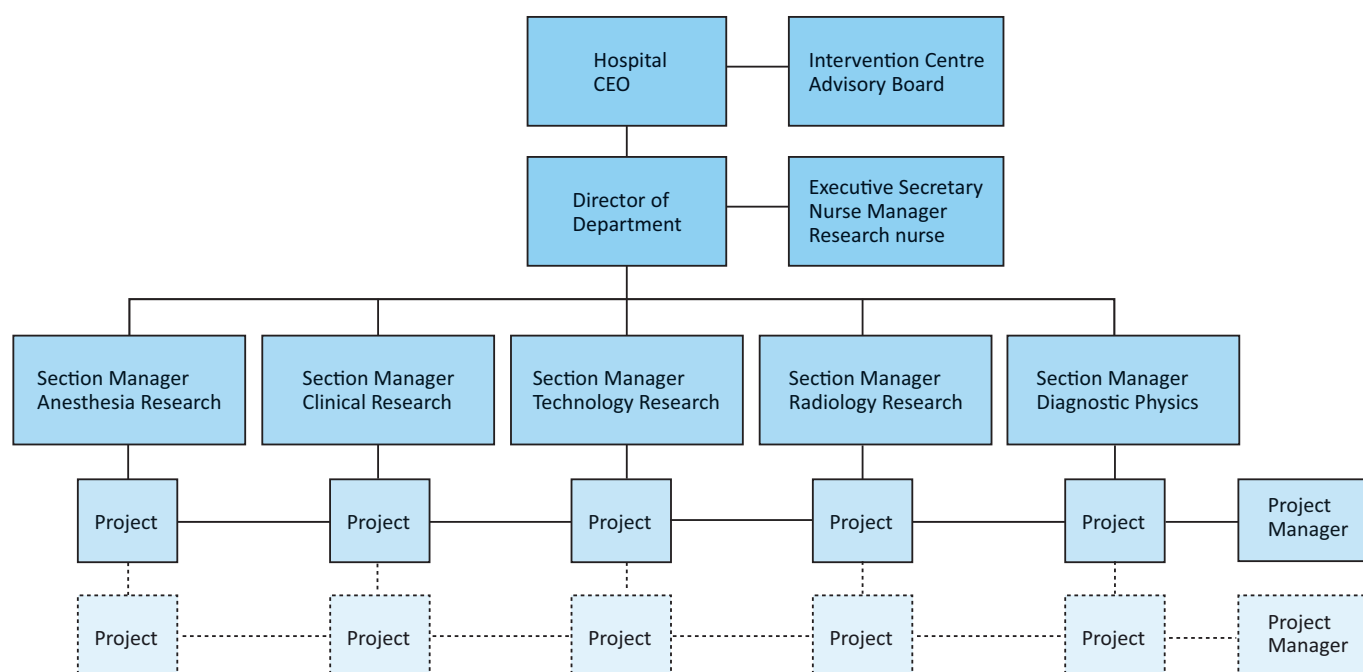 Hospital
CEO
Intervention Centre
Advisory Board
Director of
Department
Executive Secretary
Nurse Manager
Research nurse
Section Manager
Anesthesia Research
Section Manager
Clinical Research
Section Manager
Technology Research
Section Manager
Radiology Research
Section Manager
Diagnostic Physics
Project
Project
Project
Project
Project
Project
Manager
Project
Project
Project
Project
Project
Project
Manager